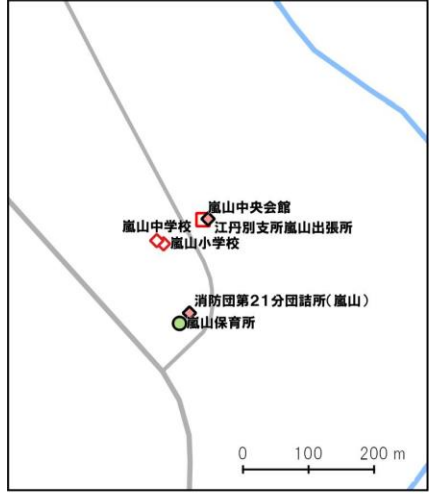 嵐山中央会館
嵐山中学校 江丹別支所嵐山出張所
嵐山小学校
消防団第21分団詰所(嵐山)
嵐山保育所
0 100 200 m